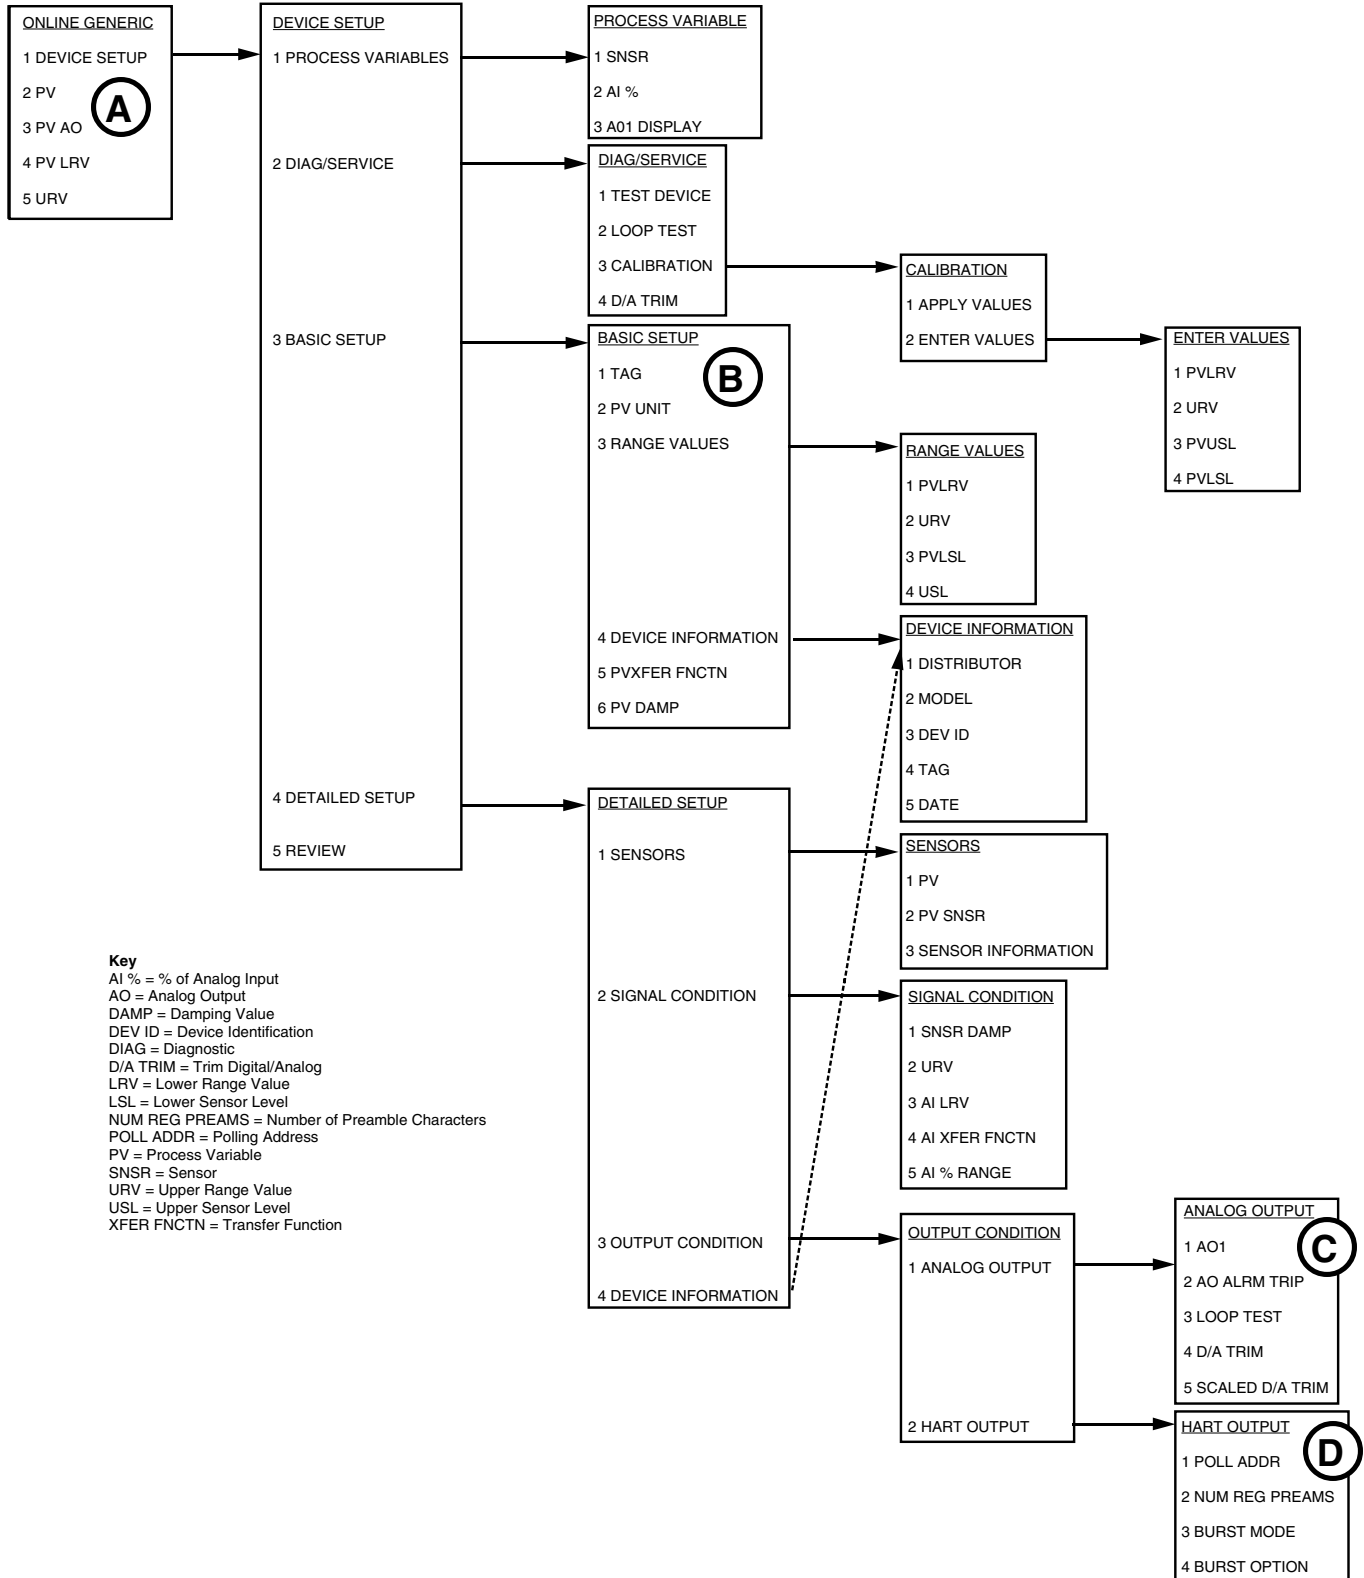 ONLINE GENERIC
1 DEVICE SETUP
2 PV
3 PV AO
4 PV LRV
5 URV
A
DEVICE SETUP
1 PROCESS VARIABLES
2 DIAG/SERVICE
3 BASIC SETUP
4 DETAILED SETUP
5 REVIEW
PROCESS VARIABLE
1 SNSR
2 AI %
3 A01 DISPLAY
DIAG/SERVICE
1 TEST DEVICE
2 LOOP TEST
3 CALIBRATION
4 D/A TRIM
CALIBRATION
1 APPLY VALUES
2 ENTER VALUES
ENTER VALUES
1 PVLRV
2 URV
3 PVUSL
4 PVLSL
BASIC SETUP
1 TAG
2 PV UNIT
3 RANGE VALUES
4 DEVICE INFORMATION
5 PVXFER FNCTN
6 PV DAMP
B
RANGE VALUES
1 PVLRV
2 URV
3 PVLSL
4 USL
DEVICE INFORMATION
1 DISTRIBUTOR
2 MODEL
3 DEV ID
4 TAG
5 DATE
DETAILED SETUP
1 SENSORS
2 SIGNAL CONDITION
3 OUTPUT CONDITION
4 DEVICE INFORMATION
SENSORS
1 PV
2 PV SNSR
3 SENSOR INFORMATION
SIGNAL CONDITION
1 SNSR DAMP
2 URV
3 AI LRV
4 AI XFER FNCTN
5 AI % RANGE
OUTPUT CONDITION
1 ANALOG OUTPUT
2 HART OUTPUT
ANALOG OUTPUT
1 AO1
2 AO ALRM TRIP
3 LOOP TEST
4 D/A TRIM
5 SCALED D/A TRIM
C
HART OUTPUT
1 POLL ADDR
2 NUM REG PREAMS
3 BURST MODE
4 BURST OPTION
D
Key
AI % = % of Analog Input
AO = Analog Output
DAMP = Damping Value
DEV ID = Device Identification
DIAG = Diagnostic
D/A TRIM = Trim Digital/Analog
LRV = Lower Range Value
LSL = Lower Sensor Level
NUM REG PREAMS = Number of Preamble Characters
POLL ADDR = Polling Address
PV = Process Variable
SNSR = Sensor
URV = Upper Range Value
USL = Upper Sensor Level
XFER FNCTN = Transfer Function